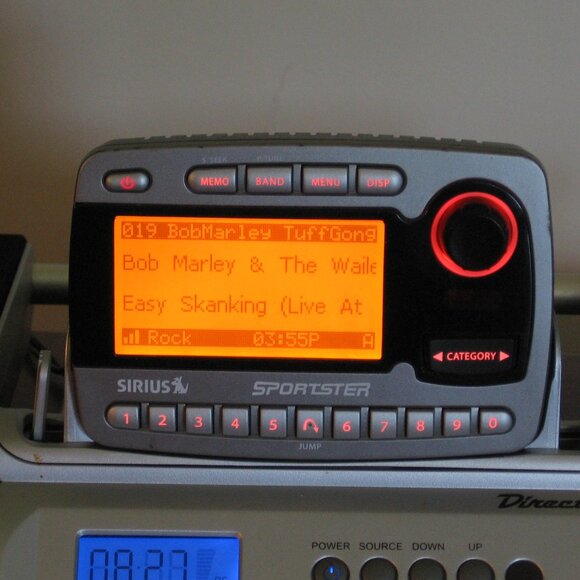 S-SEEK
MEMO BAND MENU DISP
019 BobMarley TuffGong
Bob Marley & The Waile
Easy Skanking (Live At
Rock 03:55P A
CATEGORY
SIRIUS SPORTSTER
1 2 3 4 5 6 7 8 9 0
JUMP
Direc
POWER SOURCE DOWN UP
08:27